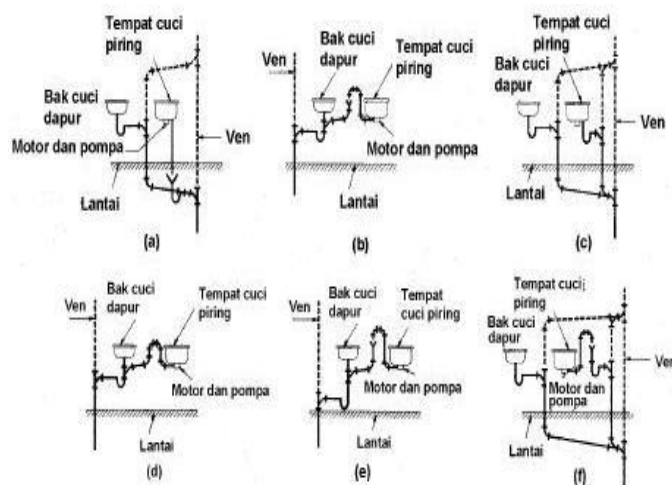 Tempat cuci
piring
Bak cuci
dapur
Ven
Motor dan pompa
Lantai
(a)
Ven
Bak cuci
dapur
Tempat cuci
piring
Motor dan pompa
Lantai
(b)
Tempat cuci
piring
Bak cuci
dapur
Ven
Lantai
(c)
Ven
Bak cuci
dapur
Tempat cuci
piring
Motor dan pompa
Lantai
(d)
Ven
Bak cuci
dapur
Tempat
cuci piring
Motor dan pompa
Lantai
(e)
Tempat cuci
piring
Bak cuci
dapur
Ven
Motor dan
pompa
Lantai
(f)